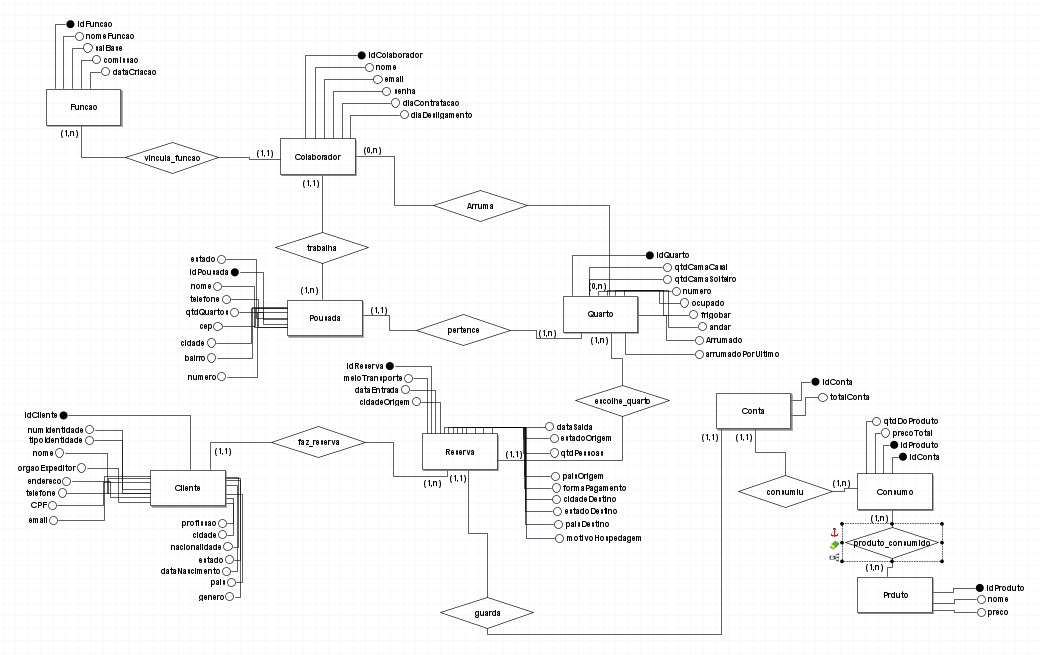 idFuncao
nomeFuncao
salBase
comissao
dataCriacao
Funcao
(1,n)
vincula_funcao
(1,1)
idColaborador
nome
email
senha
diaContratacao
diaDesligamento
Colaborador
(0,n)
(1,1)
Arruma
trabalha
(1,n)
estado
idPousada
nome
telefone
qtdQuartos
cep
cidade
bairro
numero
Pousada
(1,1)
pertence
(1,n)
idQuarto
qtdCamaCasal
qtdCamaSolteiro
(0,n)
numero
ocupado
frigobar
andar
Arrumado
arrumadoPorUltimo
Quarto
(1,n)
escolhe_quarto
idReserva
meioTransporte
dataEntrada
cidadeOrigem
Reserva
(1,1)
(1,n)
(1,1)
dataSaida
estadoOrigem
qtdPessoas
paisOrigem
formaPagamento
cidadeDestino
estadoDestino
paisDestino
motivoHospedagem
idCliente
numIdentidade
tipoIdentidade
nome
orgaoExpeditor
endereco
telefone
CPF
email
Cliente
(1,1)
faz_reserva
profissao
cidade
nacionalidade
estado
dataNascimento
pais
genero
guarda
idConta
totalConta
Conta
(1,1)
(1,1)
consumiu
(1,n)
qtdDoProduto
precoTotal
idProduto
idConta
Consumo
(1,n)
produto_consumido
(1,n)
Prduto
idProduto
nome
preco